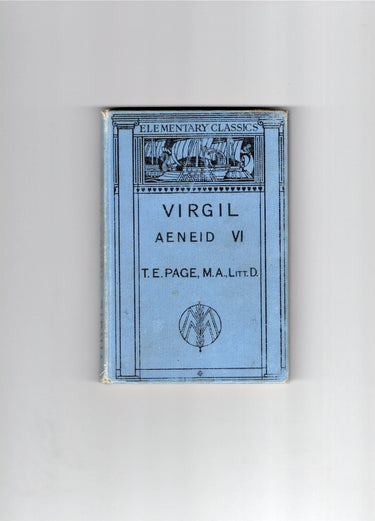 ELEMENTARY CLASSICS
VIRGIL
AENEID VI
T. E. PAGE, M.A., LITT. D.